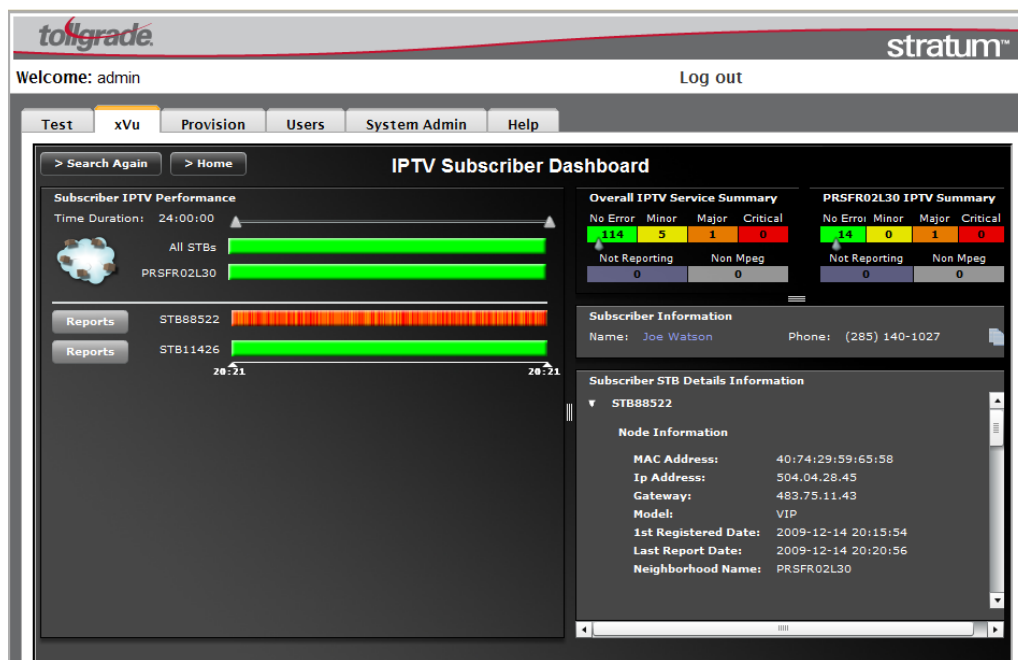 tollgrade.
stratum™
Welcome: admin
Log out
Test xVu Provision Users System Admin Help
> Search Again > Home IPTV Subscriber Dashboard
Subscriber IPTV Performance
Time Duration: 24:00:00
All STBs
PRSFR02L30
Reports STB88522
Reports STB11426
20:21 20:21
Overall IPTV Service Summary
No Error Minor Major Critical
114 5 1 0
Not Reporting Non Mpeg
0 0
PRSFR02L30 IPTV Summary
No Erroi Minor Major Critical
14 0 1 0
Not Reporting Non Mpeg
0 0
Subscriber Information
Name: Joe Watson Phone: (285) 140-1027
Subscriber STB Details Information
STB88522
Node Information
MAC Address: 40:74:29:59:65:58
Ip Address: 504.04.28.45
Gateway: 483.75.11.43
Model: VIP
1st Registered Date: 2009-12-14 20:15:54
Last Report Date: 2009-12-14 20:20:56
Neighborhood Name: PRSFR02L30